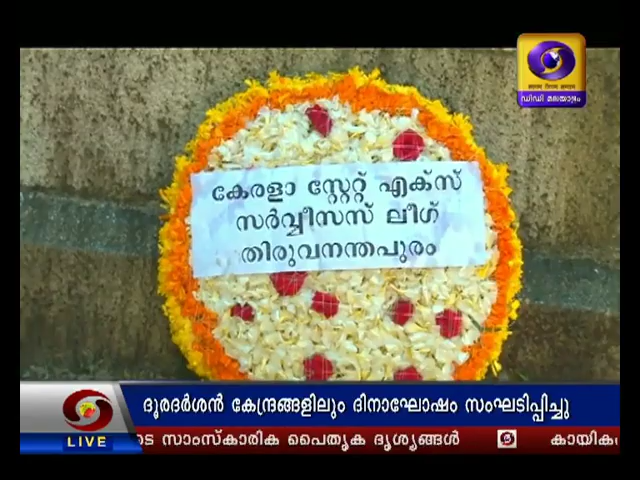 ഡിഡി മലയാളം
കേരളാ സ്റ്റേറ്റ് എക്സ്
സർവ്വീസസ് ലീഗ്
തിരുവനന്തപുരം
ദൂരദർശൻ കേന്ദ്രങ്ങളിലും ദിനാഘോഷം സംഘടിപ്പിച്ചു
LIVE
ടെ സാംസ്കാരിക പൈതൃക ദൃശ്യങ്ങൾ
കായിക